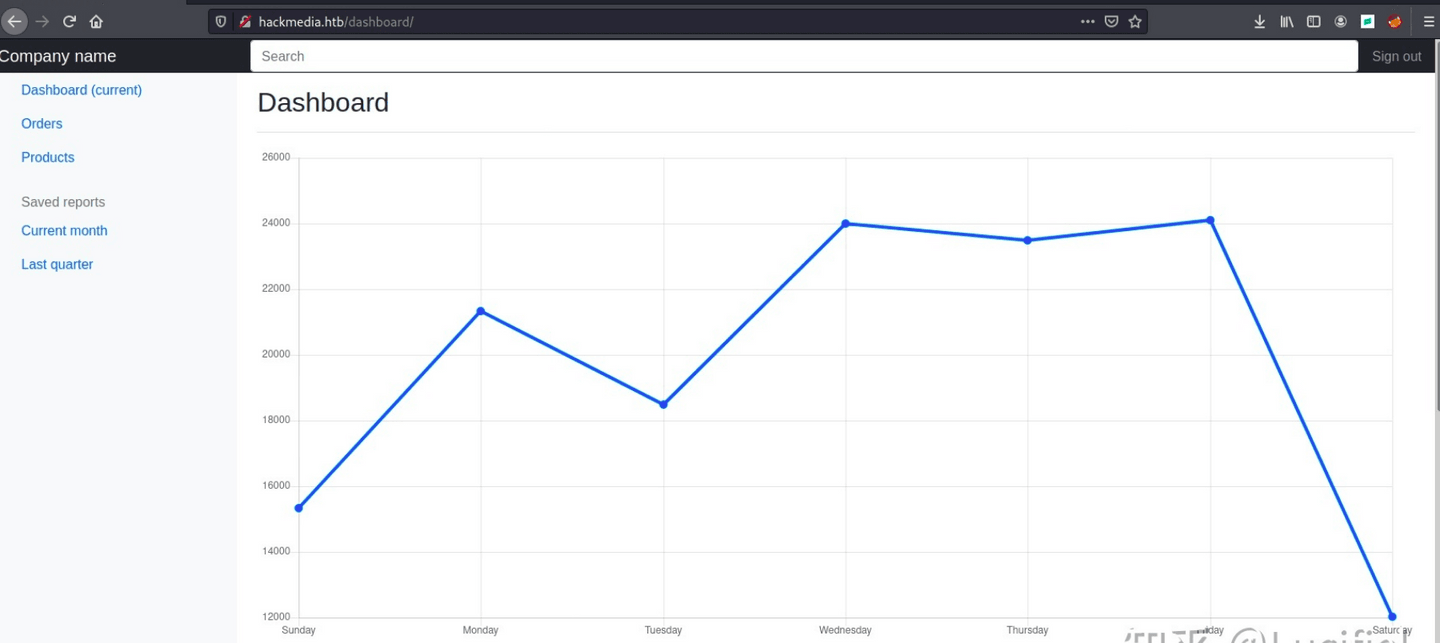 hackmedia.htb/dashboard/
Company name
Search
Sign out
Dashboard (current)
Orders
Products
Saved reports
Current month
Last quarter
Dashboard
26000
24000
22000
20000
18000
16000
14000
12000
Sunday Monday Tuesday Wednesday Thursday Saturday